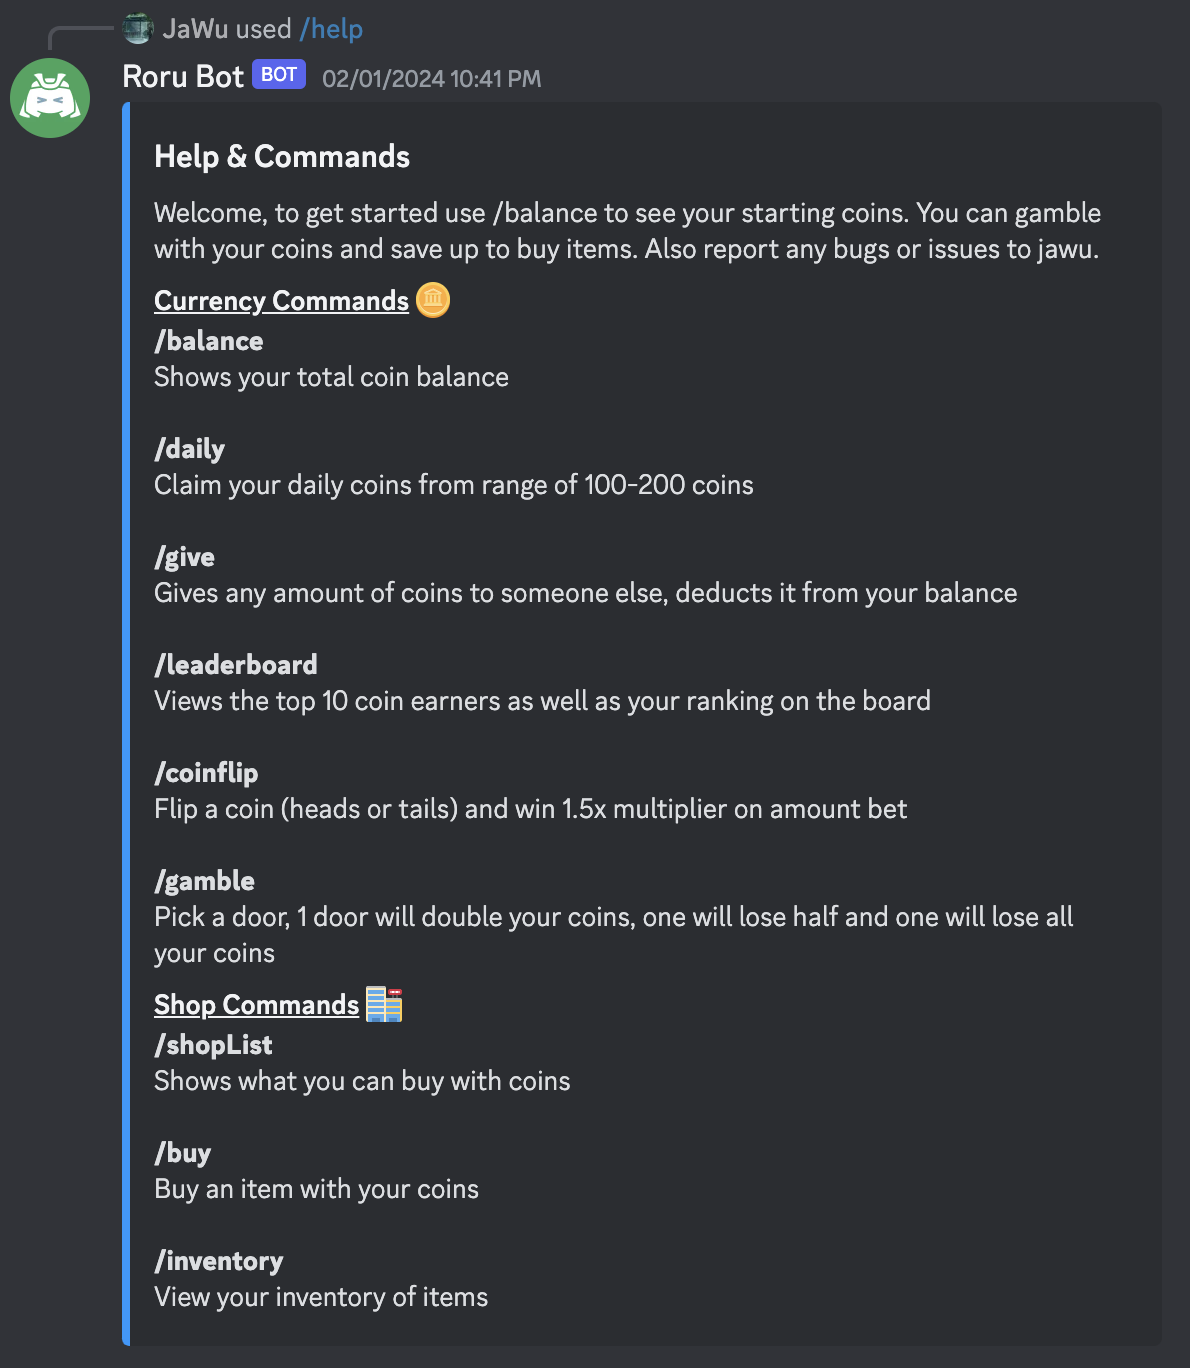 JaWu used /help
Roru Bot BOT 02/01/2024 10:41 PM
Help & Commands
Welcome, to get started use /balance to see your starting coins. You can gamble
with your coins and save up to buy items. Also report any bugs or issues to jawu.
Currency Commands
/balance
Shows your total coin balance
/daily
Claim your daily coins from range of 100-200 coins
/give
Gives any amount of coins to someone else, deducts it from your balance
/leaderboard
Views the top 10 coin earners as well as your ranking on the board
/coinflip
Flip a coin (heads or tails) and win 1.5x multiplier on amount bet
/gamble
Pick a door, 1 door will double your coins, one will lose half and one will lose all
your coins
Shop Commands
/shopList
Shows what you can buy with coins
/buy
Buy an item with your coins
/inventory
View your inventory of items